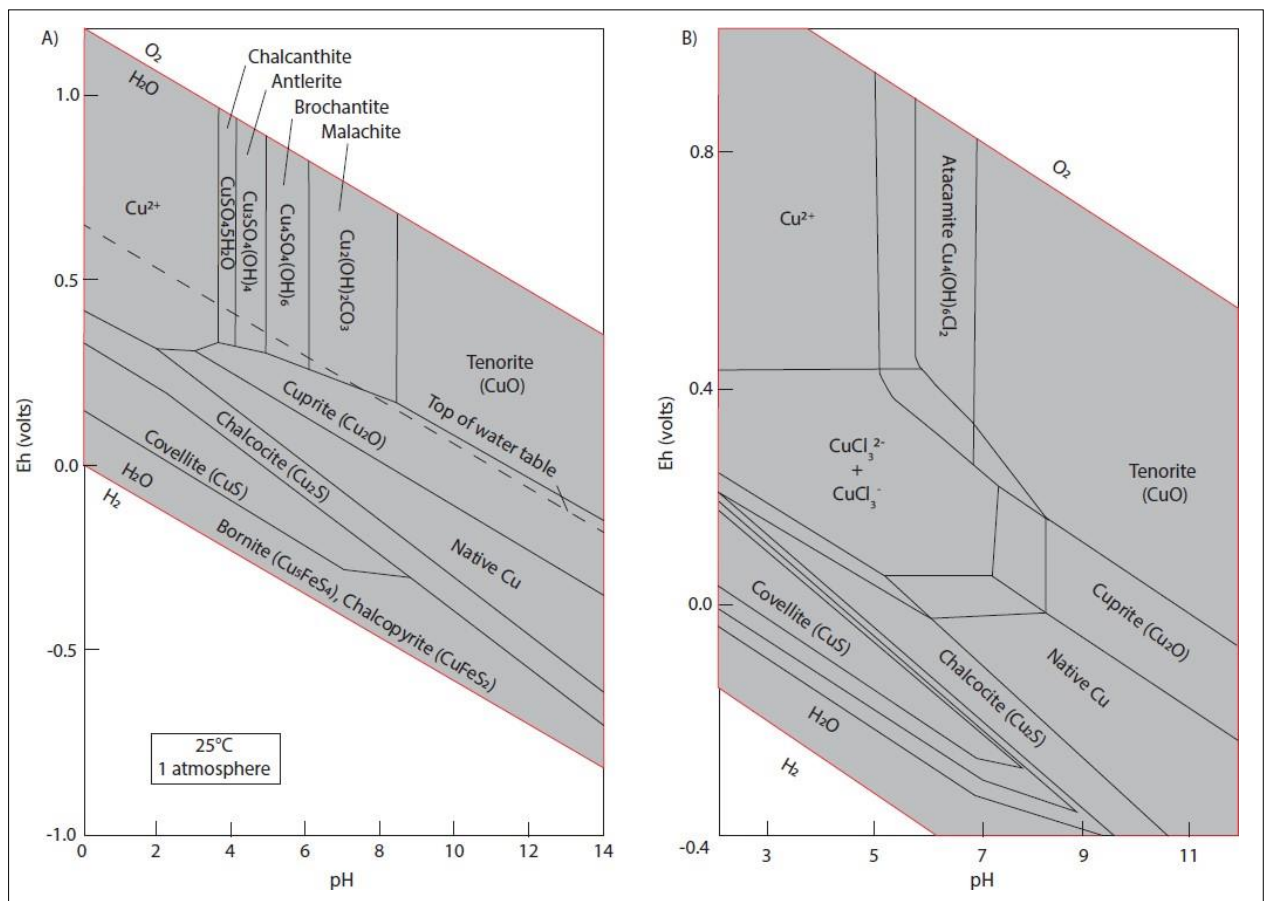 A)
O₂
H₂O
Chalcanthite
Antlerite
Brochantite
Malachite
1.0
0.5
0.0
-0.5
-1.0
Eh (volts)
Cu²⁺
CuSO₄5H₂O
Cu₃SO₄(OH)₄
Cu₄SO₄(OH)₆
Cu₂(OH)₂CO₃
Tenorite
(CuO)
Top of water table
Cuprite (Cu₂O)
Chalcocite (Cu₂S)
Covellite (CuS)
Native Cu
H₂O
H₂
Bornite (Cu₅FeS₄), Chalcopyrite (CuFeS₂)
25°C
1 atmosphere
0 2 4 6 8 10 12 14
pH
B)
O₂
0.8
0.4
0.0
-0.4
Eh (volts)
Cu²⁺
Atacamite Cu₄(OH)₆Cl₂
CuCl₃²⁻
+
CuCl₃⁻
Tenorite
(CuO)
Cuprite (Cu₂O)
Native Cu
Covellite (CuS)
Chalcocite (Cu₂S)
H₂O
H₂
3 5 7 9 11
pH